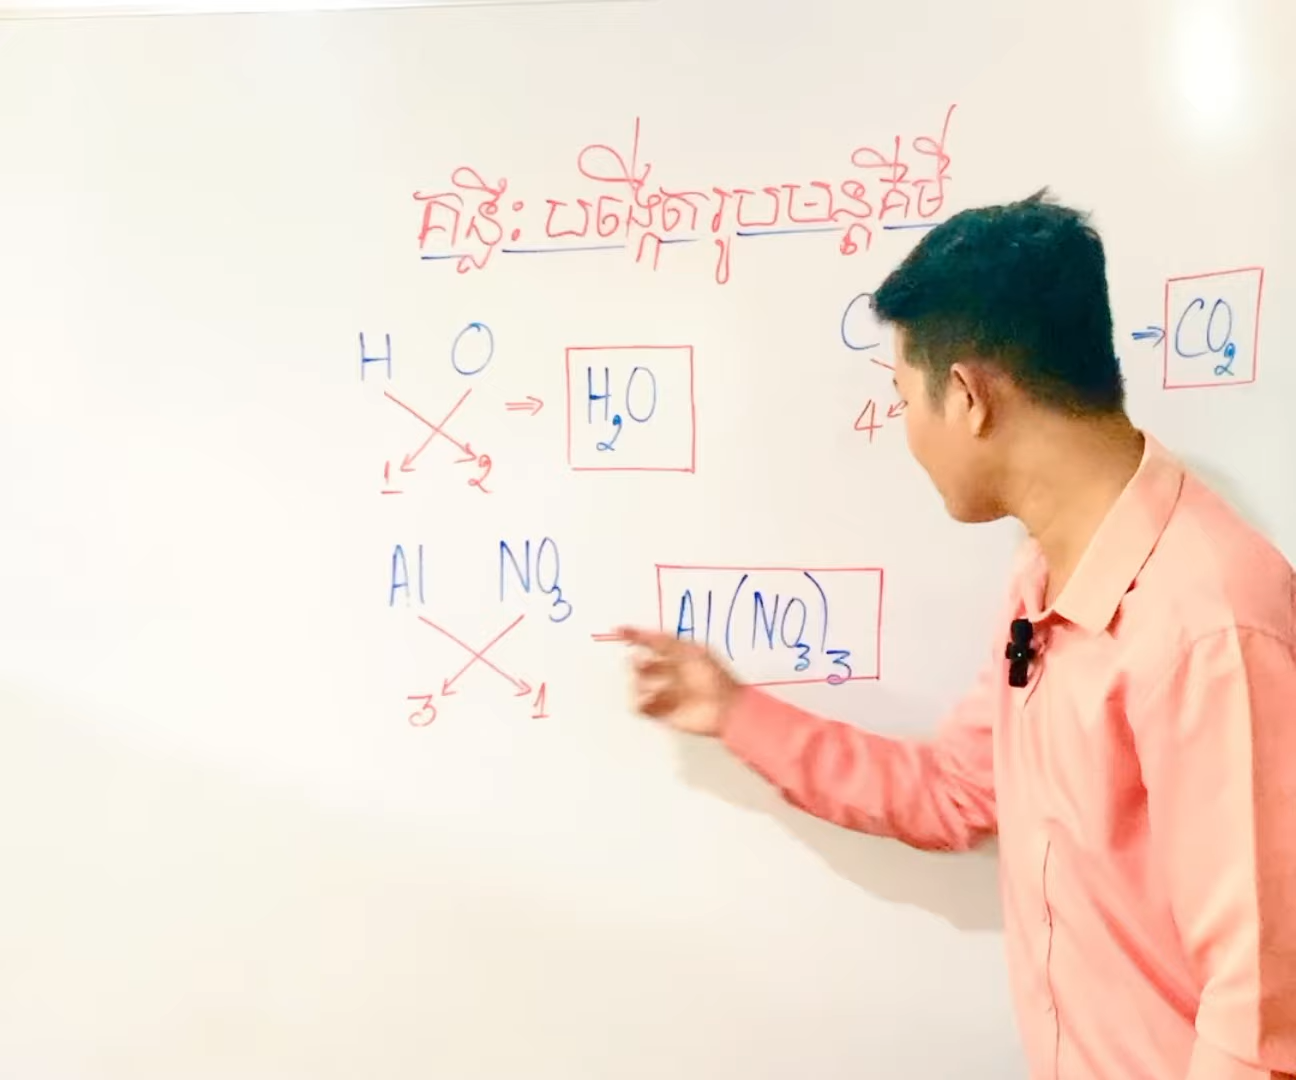 គន្លឹះ បង្កើតរូបមន្តគីមី
H O ⇒ H₂O
1 2
C ⇒ CO₂
4
Al NO₃ ⇒ Al(NO₃)₃
3 1